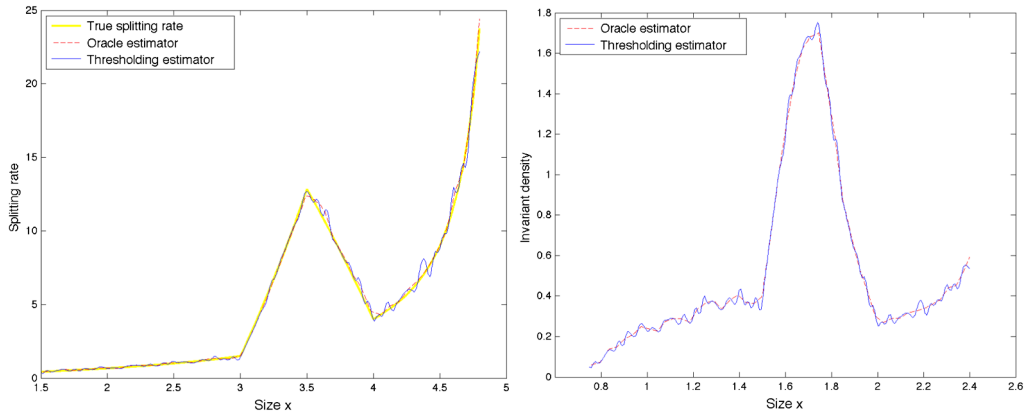 True splitting rate
Oracle estimator
Thresholding estimator
25
20
15
10
5
0
Splitting rate
1.5 2 2.5 3 3.5 4 4.5 5
Size x
Oracle estimator
Thresholding estimator
1.8
1.6
1.4
1.2
1
0.8
0.6
0.4
0.2
0
Invariant density
0.8 1 1.2 1.4 1.6 1.8 2 2.2 2.4 2.6
Size x